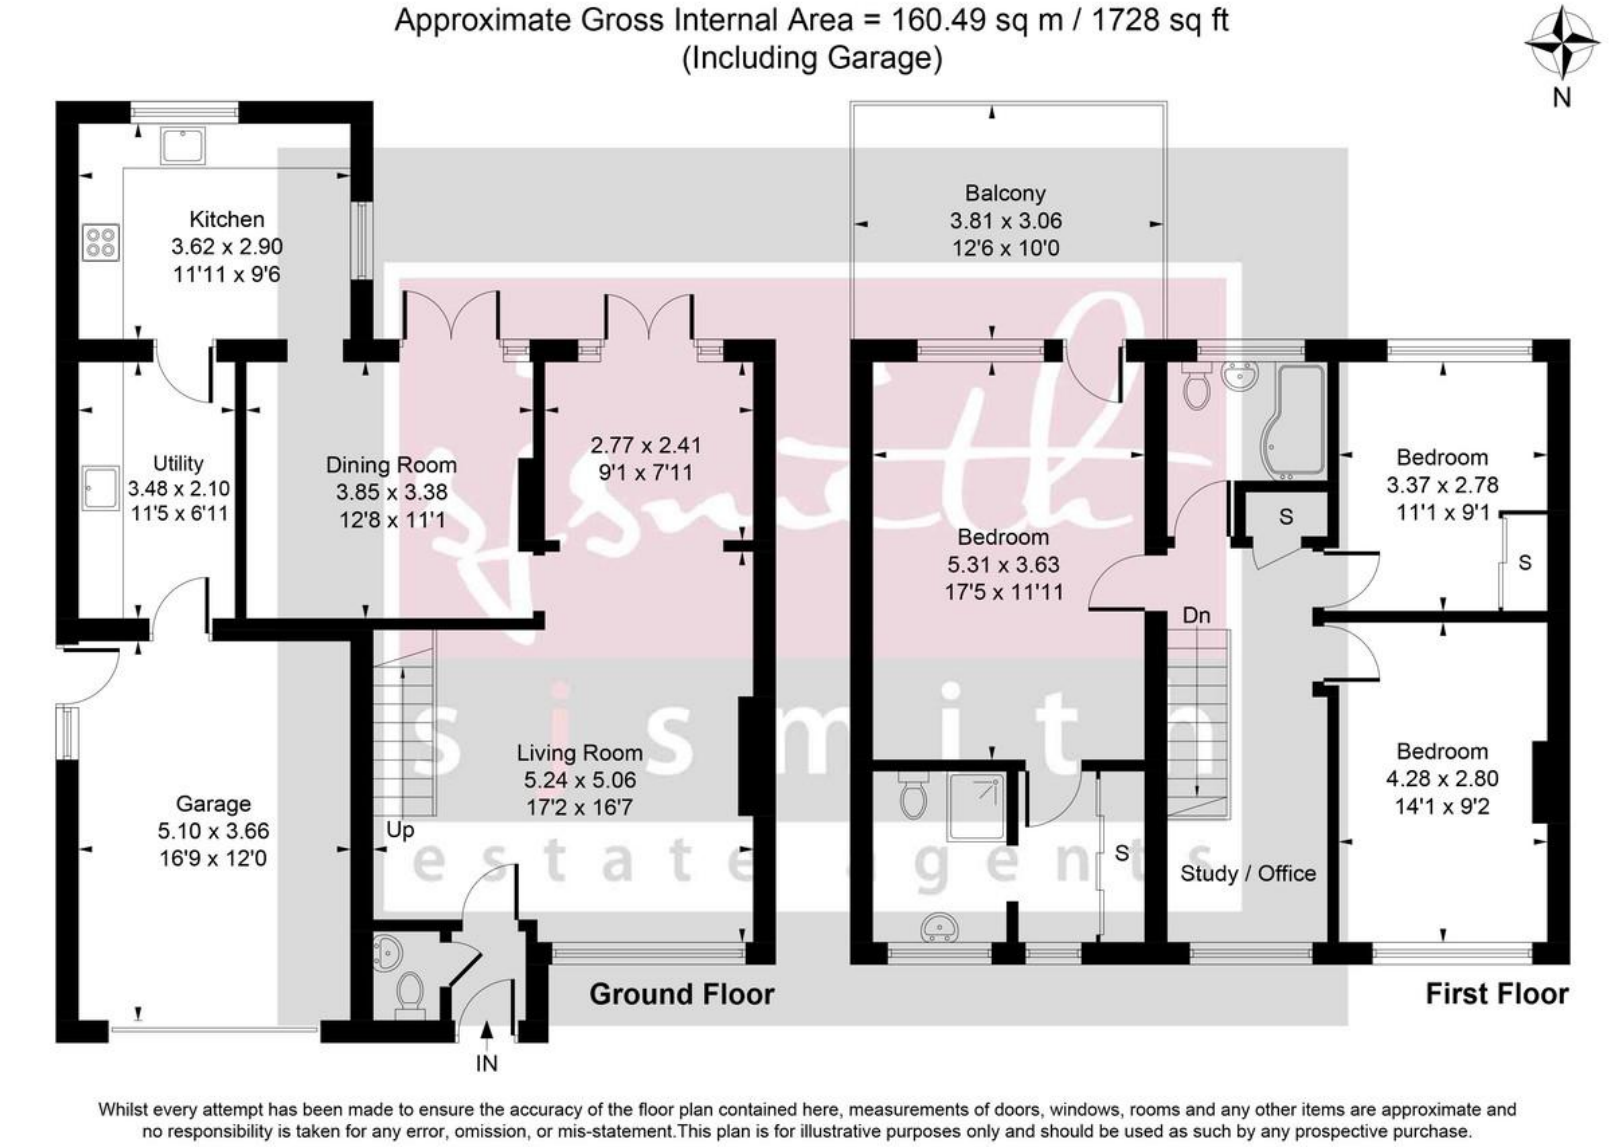 Approximate Gross Internal Area = 160.49 sq m / 1728 sq ft
(Including Garage)
N
Kitchen
3.62 x 2.90
11'11 x 9'6
Balcony
3.81 x 3.06
12'6 x 10'0
Utility
3.48 x 2.10
11'5 x 6'11
Dining Room
3.85 x 3.38
12'8 x 11'1
2.77 x 2.41
9'1 x 7'11
Bedroom
5.31 x 3.63
17'5 x 11'11
S
Bedroom
3.37 x 2.78
11'1 x 9'1
S
Dn
sjsmith
sjsmith
estate agents
Living Room
5.24 x 5.06
17'2 x 16'7
Up
Garage
5.10 x 3.66
16'9 x 12'0
Bedroom
4.28 x 2.80
14'1 x 9'2
S
Study / Office
IN
Ground Floor
First Floor
Whilst every attempt has been made to ensure the accuracy of the floor plan contained here, measurements of doors, windows, rooms and any other items are approximate and
no responsibility is taken for any error, omission, or mis-statement.This plan is for illustrative purposes only and should be used as such by any prospective purchase.